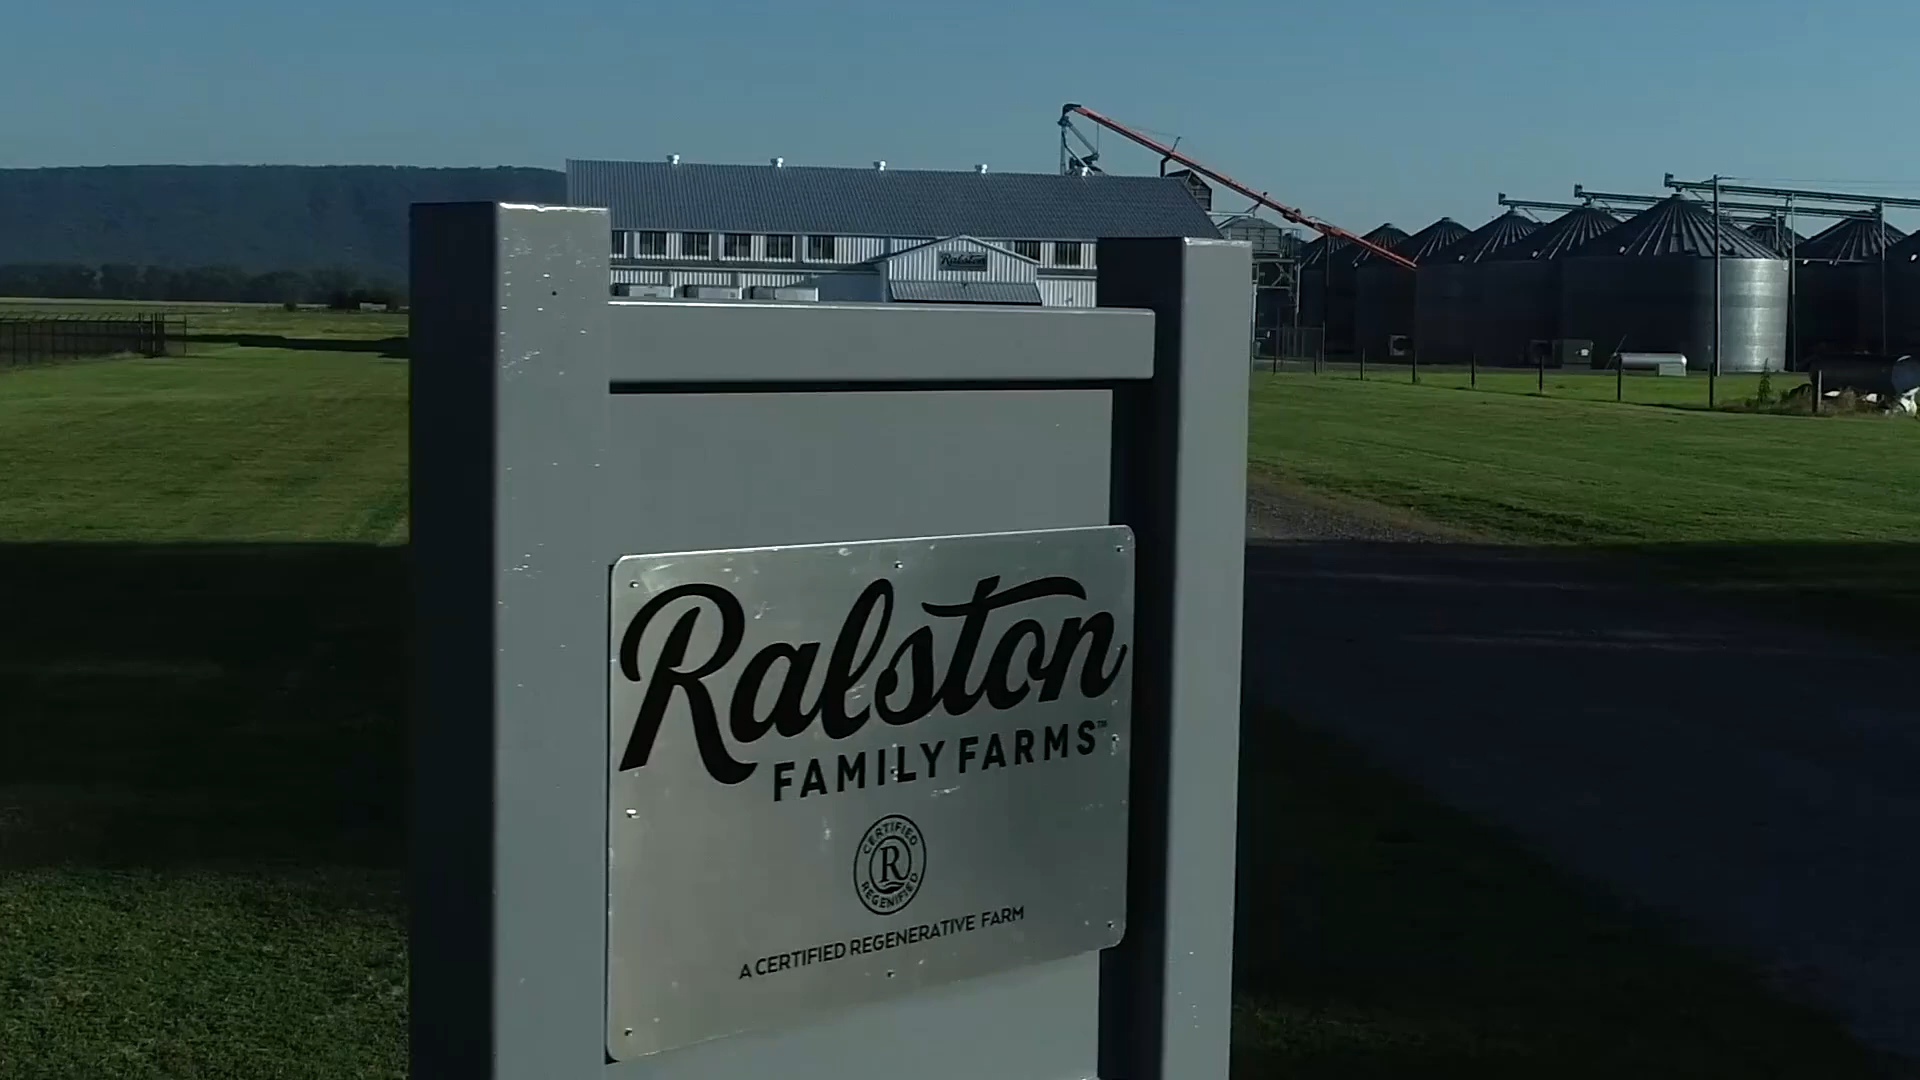 Ralston
Ralston
FAMILY FARMS™
CERTIFIED
R
REGENIFIED
A CERTIFIED REGENERATIVE FARM